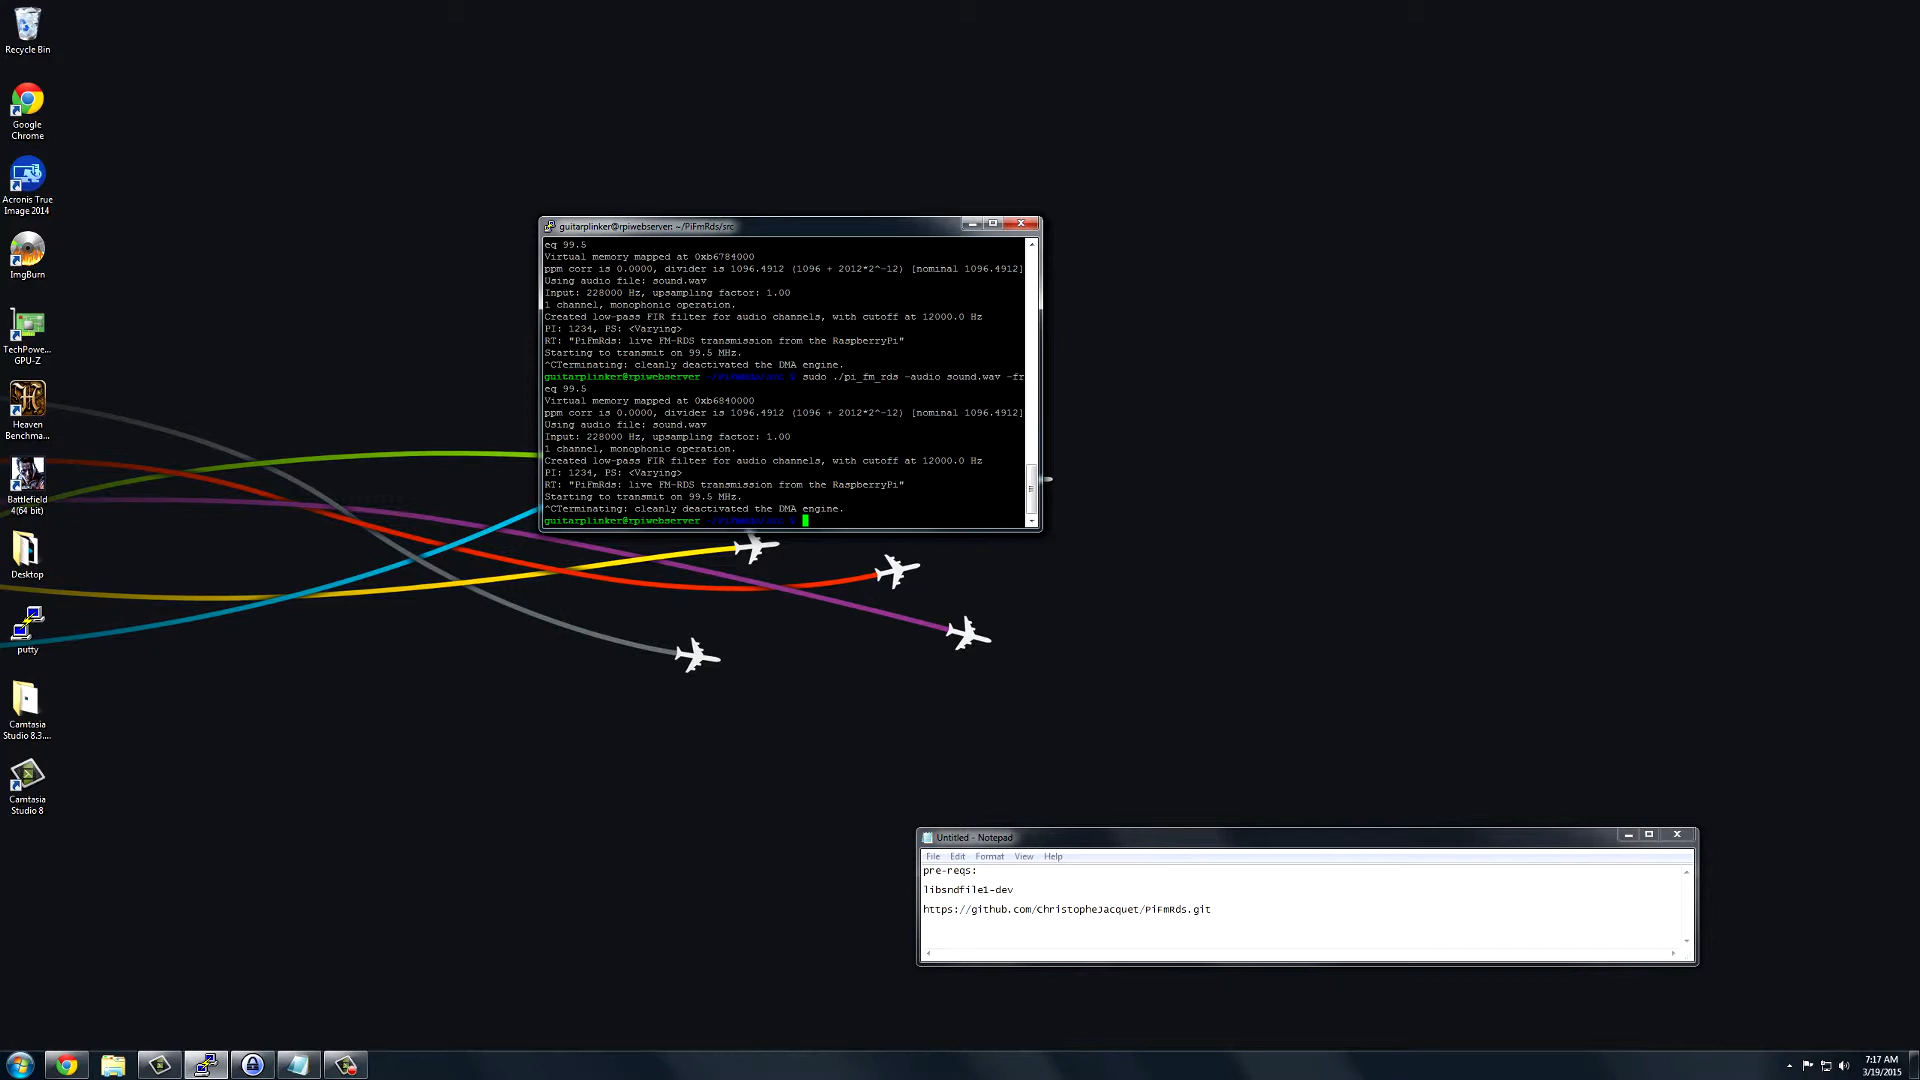 Recycle Bin
Google
Chrome
Acronis True
Image 2014
ImgBurn
TechPowe...
GPU-Z
Heaven
Benchma...
Battlefield
4(64 bit)
Desktop
putty
Camtasia
Studio 8.3....
Camtasia
Studio 8
guitarplinker@rpiwebserver: ~/PiFmRds/src
eq 99.5
Virtual memory mapped at 0xb6784000
ppm corr is 0.0000, divider is 1096.4912 (1096 + 2012*2^-12) [nominal 1096.4912]
Using audio file: sound.wav
Input: 228000 Hz, upsampling factor: 1.00
1 channel, monophonic operation.
Created low-pass FIR filter for audio channels, with cutoff at 12000.0 Hz
PI: 1234, PS: <Varying>
RT: "PiFmRds: live FM-RDS transmission from the RaspberryPi"
Starting to transmit on 99.5 MHz.
^CTerminating: cleanly deactivated the DMA engine.
guitarplinker@rpiwebserver ~/PiFmRds/src $ sudo ./pi_fm_rds -audio sound.wav -fr
eq 99.5
Virtual memory mapped at 0xb6840000
ppm corr is 0.0000, divider is 1096.4912 (1096 + 2012*2^-12) [nominal 1096.4912]
Using audio file: sound.wav
Input: 228000 Hz, upsampling factor: 1.00
1 channel, monophonic operation.
Created low-pass FIR filter for audio channels, with cutoff at 12000.0 Hz
PI: 1234, PS: <Varying>
RT: "PiFmRds: live FM-RDS transmission from the RaspberryPi"
Starting to transmit on 99.5 MHz.
^CTerminating: cleanly deactivated the DMA engine.
guitarplinker@rpiwebserver ~/PiFmRds/src $
Untitled - Notepad
File Edit Format View Help
pre-reqs:
libsndfile1-dev
https://github.com/ChristopheJacquet/PiFmRds.git
7:17 AM
3/19/2015